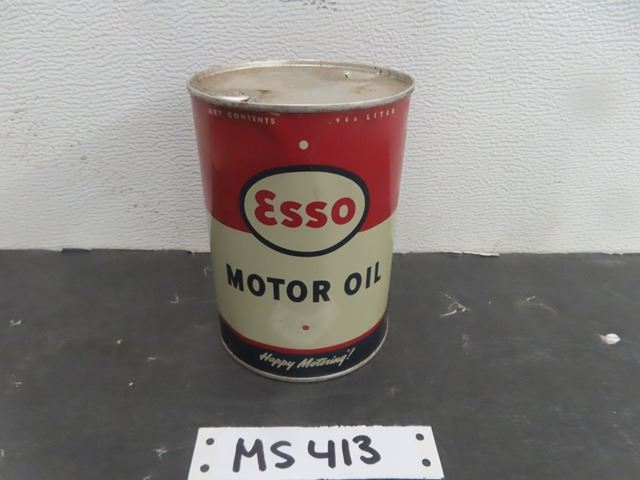 NET CONTENTS .946 LITER
Esso
MOTOR OIL
Happy Motoring!
MS 413